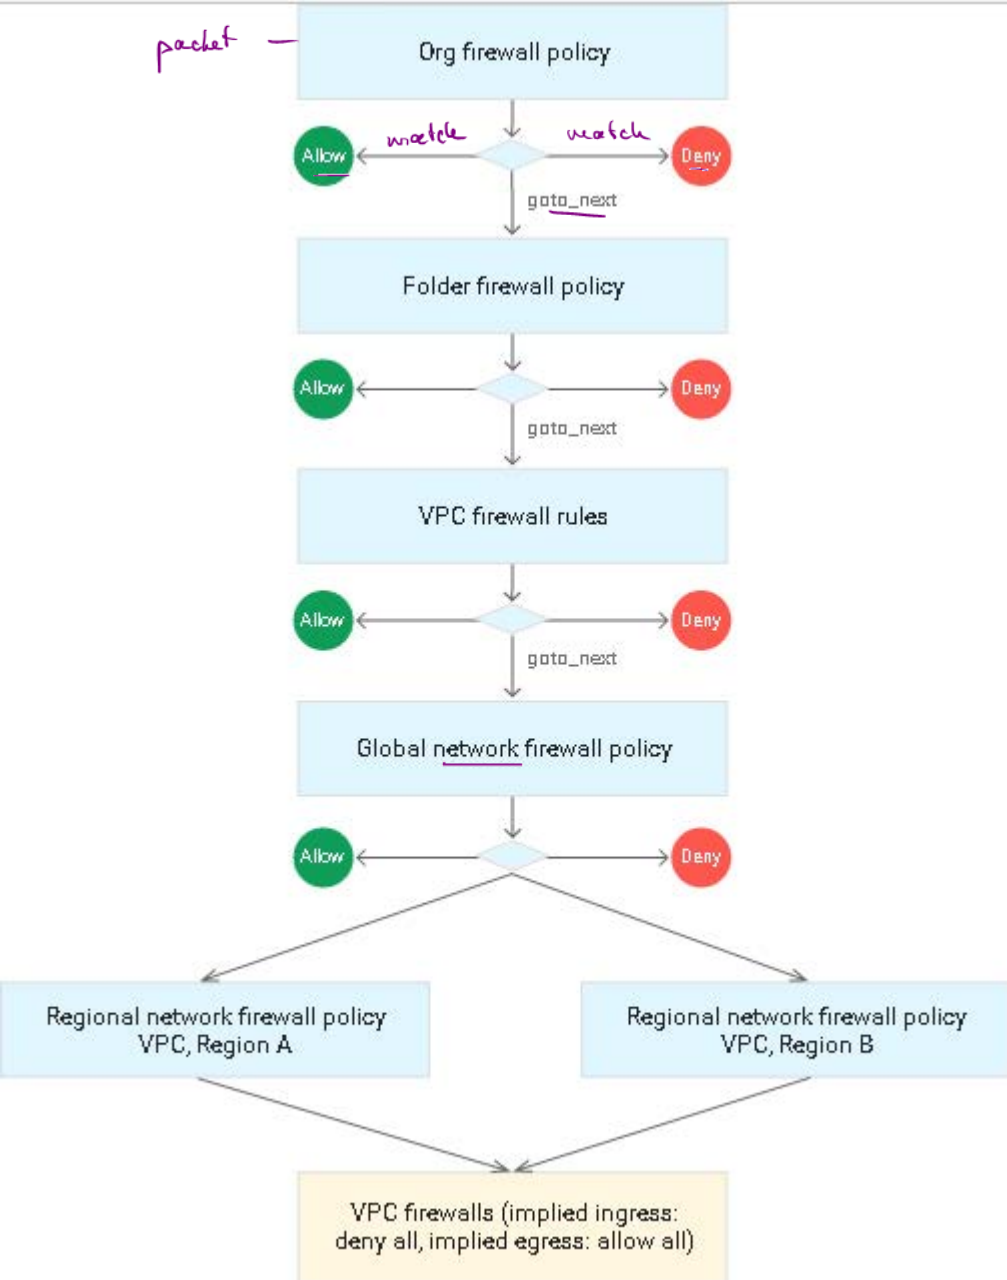 packet
Org firewall policy
Allow
match
match
Deny
goto_next
Folder firewall policy
Allow
Deny
goto_next
VPC firewall rules
Allow
Deny
goto_next
Global network firewall policy
Allow
Deny
Regional network firewall policy
VPC, Region A
Regional network firewall policy
VPC, Region B
VPC firewalls (implied ingress:
deny all, implied egress: allow all)